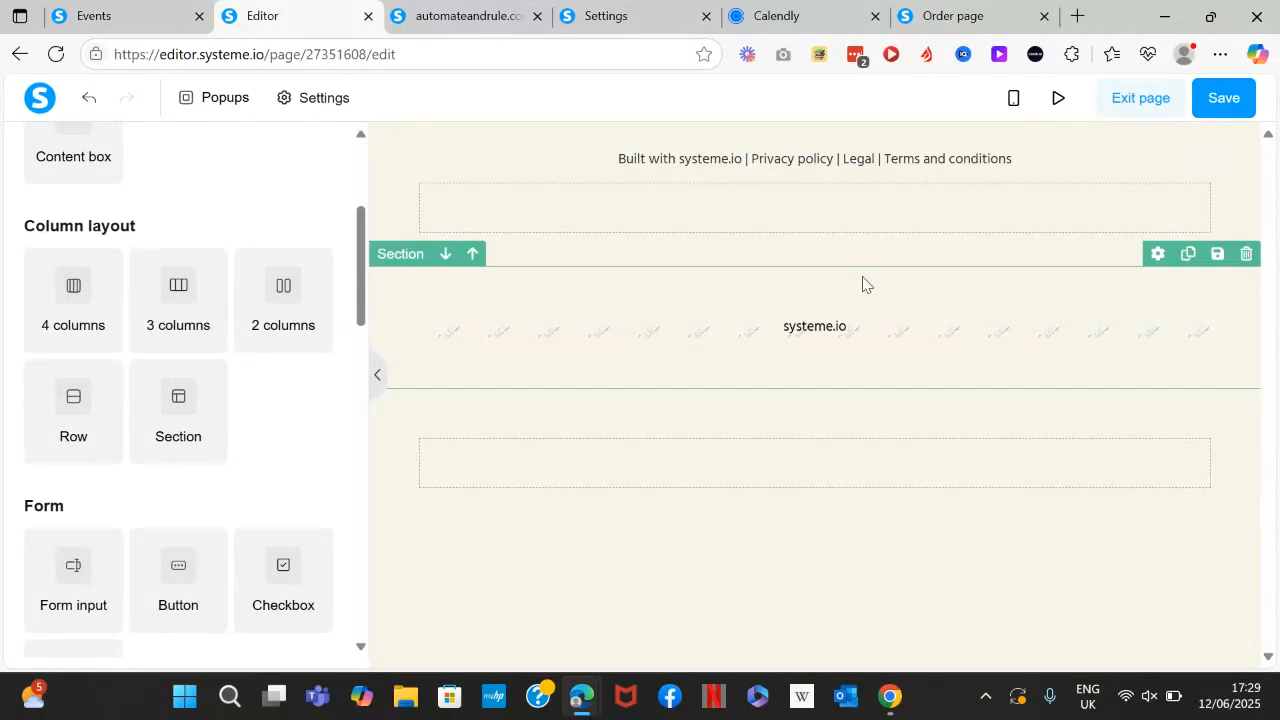 Events
Editor
automateandrule.co
Settings
Calendly
Order page
https://editor.systeme.io/page/27351608/edit
2
S
Popups
Settings
Exit page
Save
Content box
Column layout
4 columns
3 columns
2 columns
Row
Section
Form
Form input
Button
Checkbox
Built with systeme.io | Privacy policy | Legal | Terms and conditions
Section
systeme.io
5
ENG
UK
17:29
12/06/2025